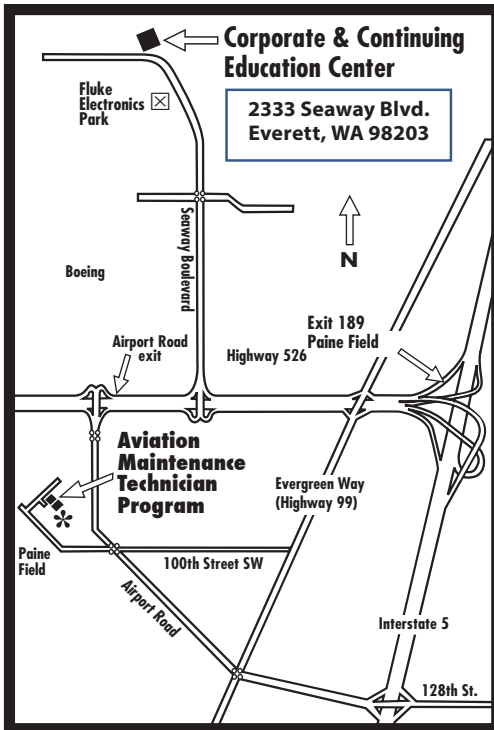 Corporate & Continuing
Education Center
Fluke
Electronics
Park
2333 Seaway Blvd.
Everett, WA 98203
Seaway Boulevard
N
Boeing
Exit 189
Paine Field
Airport Road
exit
Highway 526
Aviation
Maintenance
Technician
Program
Evergreen Way
(Highway 99)
Paine
Field
100th Street SW
Airport Road
Interstate 5
128th St.